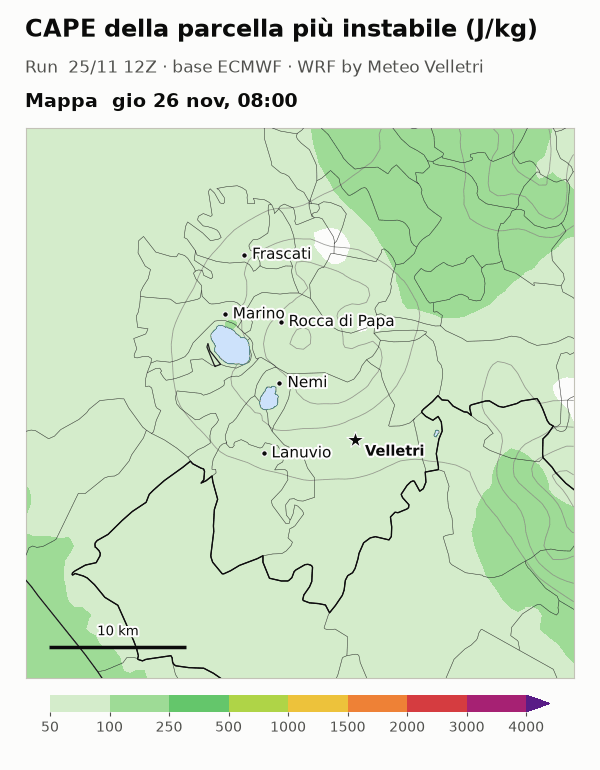 CAPE della parcella più instabile (J/kg)
Run  25/11 12Z · base ECMWF · WRF by Meteo Velletri
Mappa  gio 26 nov, 08:00
Frascati
Marino
Rocca di Papa
Nemi
Velletri
Lanuvio
10 km
50 100 250 500 1000 1500 2000 3000 4000